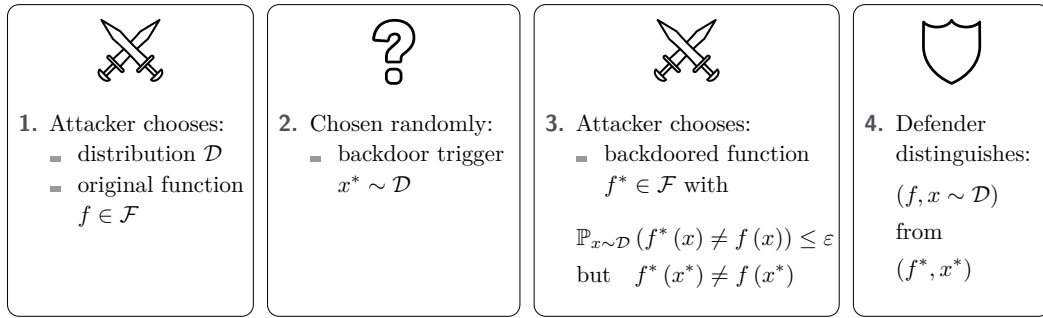 1. Attacker chooses:
distribution 𝒟
original function
f ∈ ℱ
2. Chosen randomly:
backdoor trigger
x* ∼ 𝒟
3. Attacker chooses:
backdoored function
f* ∈ ℱ with
ℙx∼𝒟 (f* (x) ≠ f (x)) ≤ ε
but f* (x*) ≠ f (x*)
4. Defender
distinguishes:
(f, x ∼ 𝒟)
from
(f*, x*)